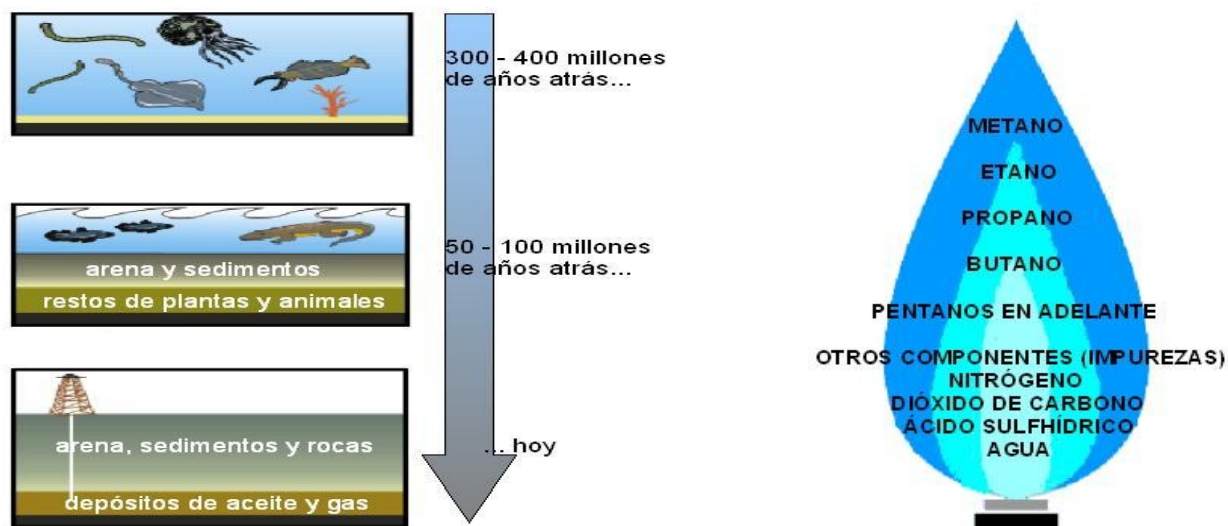 300 - 400 millones
de años atrás...
arena y sedimentos
restos de plantas y animales
50 - 100 millones
de años atrás...
arena, sedimentos y rocas
depósitos de aceite y gas
... hoy
METANO
ETANO
PROPANO
BUTANO
PENTANOS EN ADELANTE
OTROS COMPONENTES (IMPUREZAS)
NITRÓGENO
DIÓXIDO DE CARBONO
ÁCIDO SULFHÍDRICO
AGUA